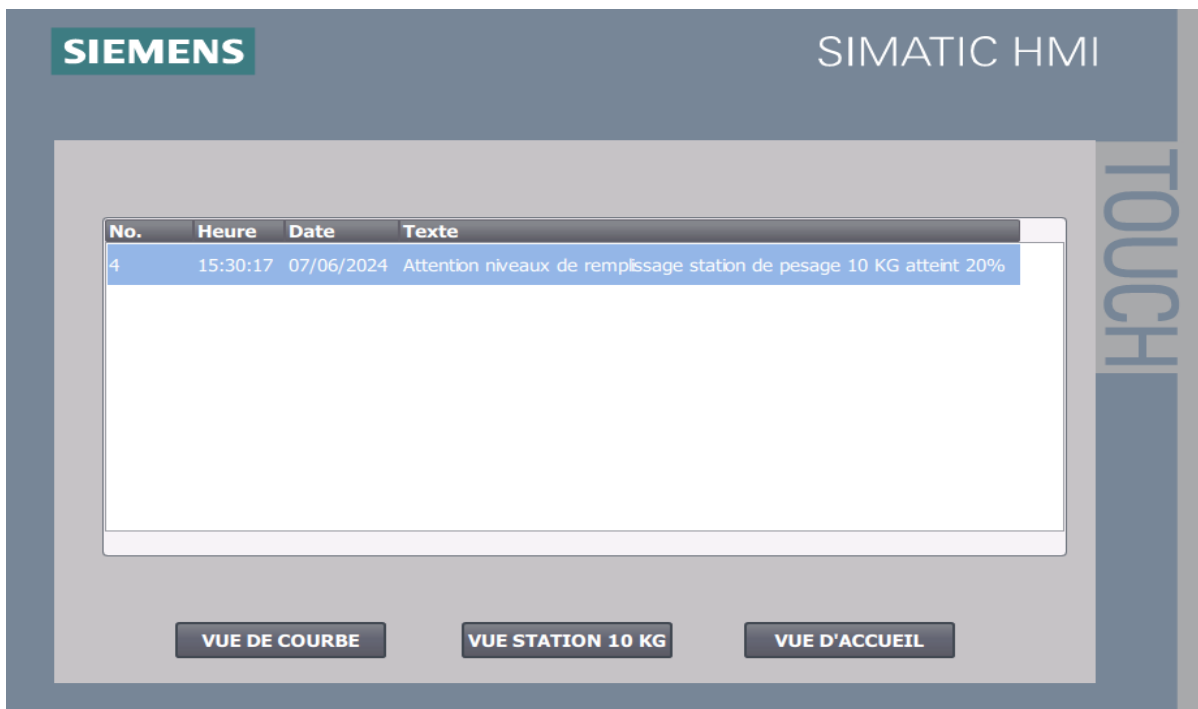 SIEMENS
SIMATIC HMI
TOUCH
No. Heure Date Texte
4 15:30:17 07/06/2024 Attention niveaux de remplissage station de pesage 10 KG atteint 20%
VUE DE COURBE
VUE STATION 10 KG
VUE D'ACCUEIL